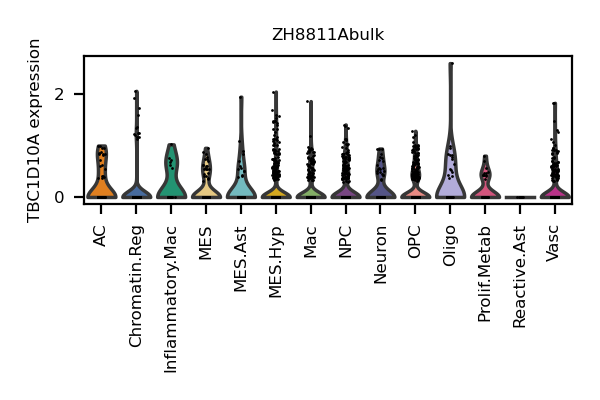 ZH8811Abulk
TBC1D10A expression
2
0
AC
Chromatin.Reg
Inflammatory.Mac
MES
MES.Ast
MES.Hyp
Mac
NPC
Neuron
OPC
Oligo
Prolif.Metab
Reactive.Ast
Vasc